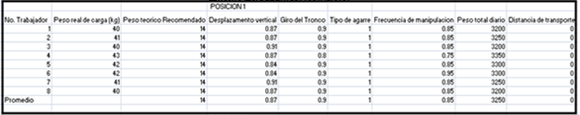 POSICION 1
No. Trabajador Peso real de carga (kg) Peso teorico Recomendado Desplazamento vertical Giro del Tronco Tipo de agarre Frecuencia de manipulacion Peso total diario Distancia de transporte
1 40 14 0.87 0.9 1 0.85 3200 0
2 41 14 0.87 0.9 1 0.85 3250 0
3 40 14 0.91 0.9 1 0.85 3200 0
4 43 14 0.87 0.8 1 0.75 3350 0
5 42 14 0.84 0.9 1 0.85 3300 0
6 42 14 0.84 0.9 1 0.95 3300 0
7 41 14 0.91 0.9 1 0.85 3250 0
8 40 14 0.87 0.9 1 0.85 3200 0
Promedio 14 0.87 0.9 1 0.85 3250 0